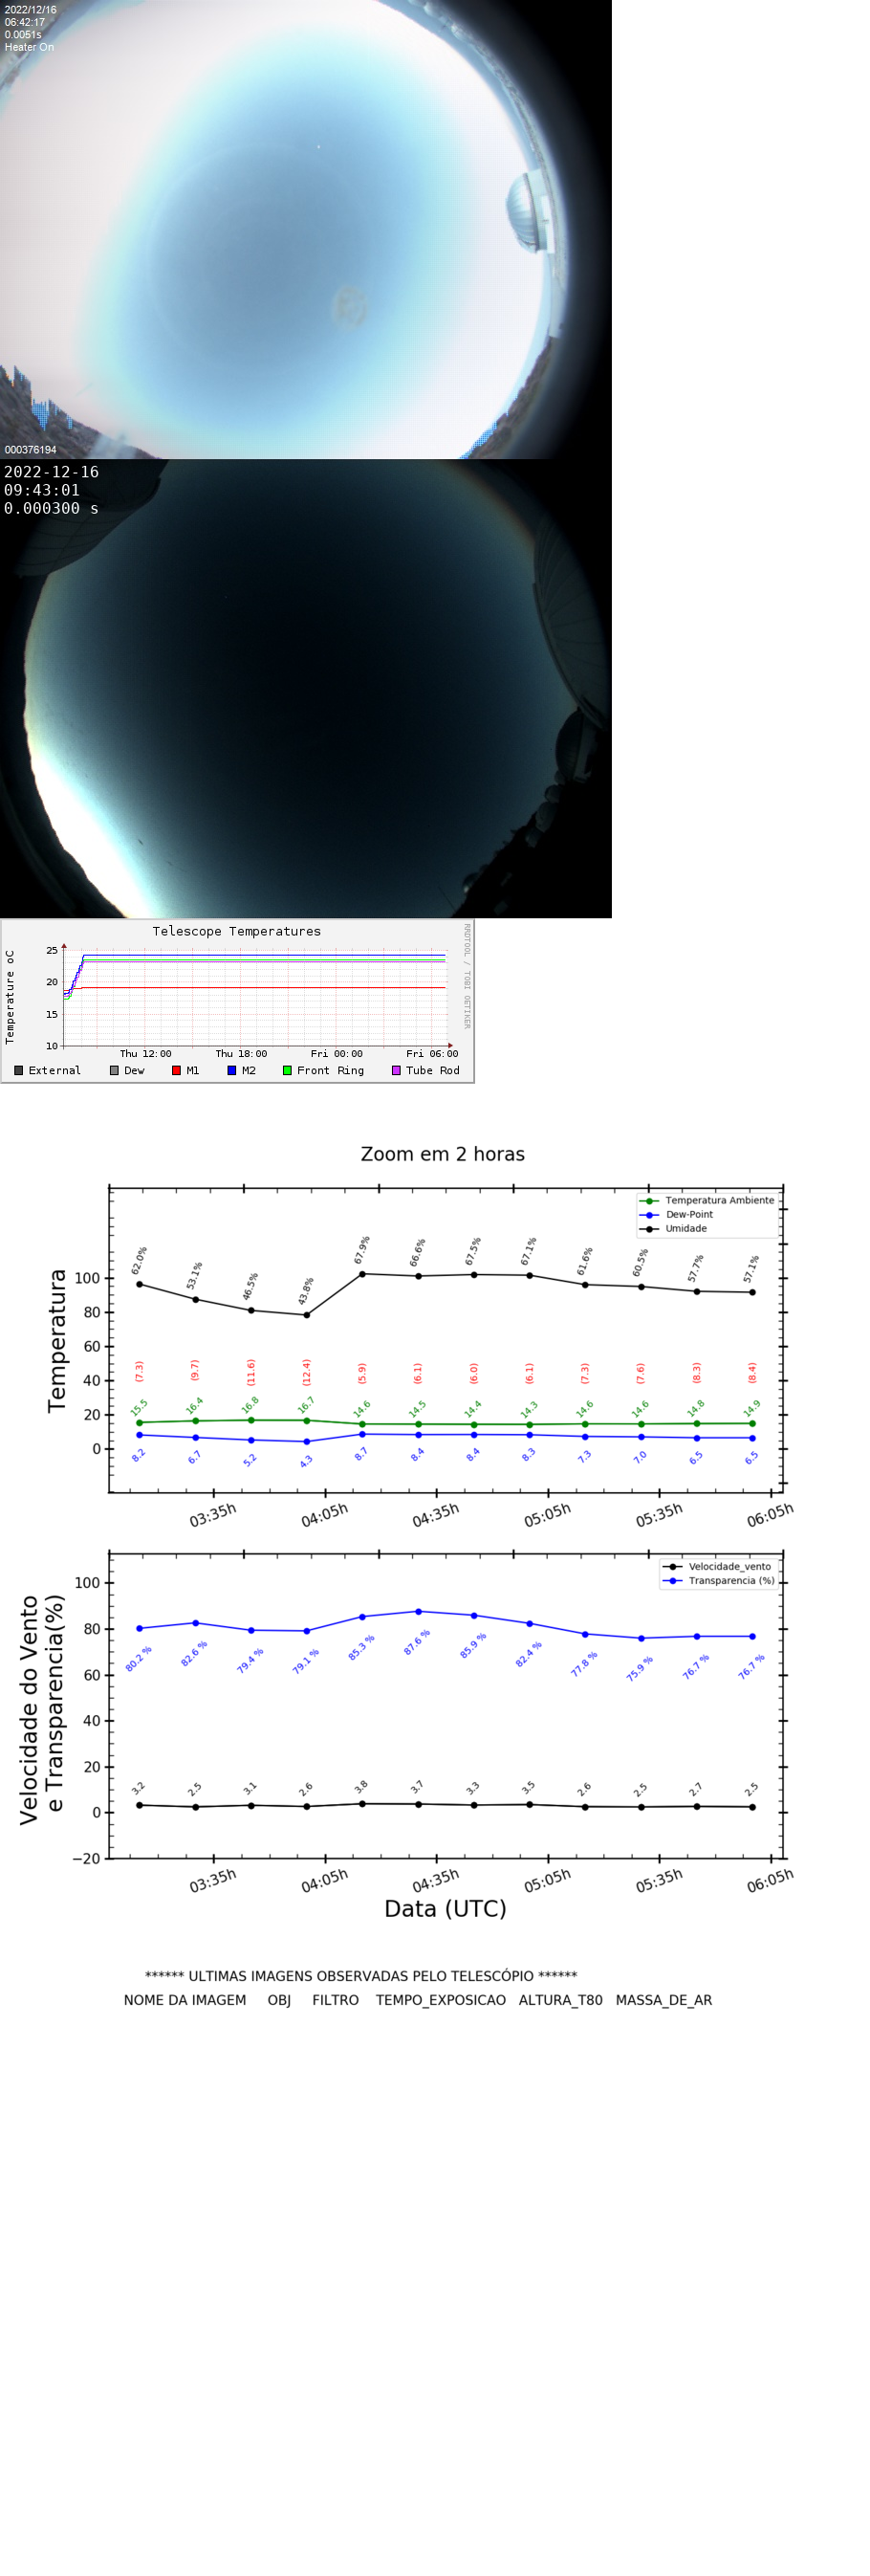 2022/12/16
06:42:17
0.0051s
Heater On
000376194
2022-12-16
09:43:01
0.000300 s
Telescope Temperatures
RRDTOOL / TOBI OETIKER
Temperature oC
25
20
15
10
Thu 12:00 Thu 18:00 Fri 00:00 Fri 06:00
External Dew M1 M2 Front Ring Tube Rod
Zoom em 2 horas
Temperatura
Temperatura Ambiente
Dew-Point
Umidade
100
80
60
40
20
0
62.0% 53.1% 46.5% 43.8% 67.9% 66.6% 67.5% 67.1% 61.6% 60.5% 57.7% 57.1%
(7.3) (9.7) (11.6) (12.4) (5.9) (6.1) (6.0) (6.1) (7.3) (7.6) (8.3) (8.4)
15.5 16.4 16.8 16.7 14.6 14.5 14.4 14.3 14.6 14.6 14.8 14.9
8.2 6.7 5.2 4.3 8.7 8.4 8.4 8.3 7.3 7.0 6.5 6.5
03:35h 04:05h 04:35h 05:05h 05:35h 06:05h
Velocidade do Vento
e Transparencia(%)
Velocidade_vento
Transparencia (%)
100
80
60
40
20
0
−20
80.2 % 82.6 % 79.4 % 79.1 % 85.3 % 87.6 % 85.9 % 82.4 % 77.8 % 75.9 % 76.7 % 76.7 %
3.2 2.5 3.1 2.6 3.8 3.7 3.3 3.5 2.6 2.5 2.7 2.5
03:35h 04:05h 04:35h 05:05h 05:35h 06:05h
Data (UTC)
****** ULTIMAS IMAGENS OBSERVADAS PELO TELESCÓPIO ******
NOME DA IMAGEM OBJ FILTRO TEMPO_EXPOSICAO ALTURA_T80 MASSA_DE_AR